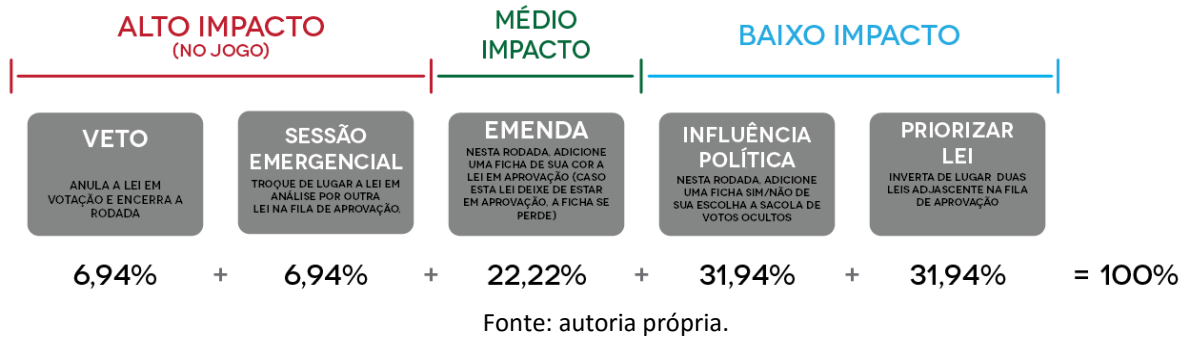 ALTO IMPACTO
(NO JOGO)
MÉDIO
IMPACTO
BAIXO IMPACTO
VETO
ANULA A LEI EM
VOTAÇÃO E ENCERRA A
RODADA
SESSÃO
EMERGENCIAL
TROQUE DE LUGAR A LEI EM
ANÁLISE POR OUTRA
LEI NA FILA DE APROVAÇÃO.
EMENDA
NESTA RODADA, ADICIONE
UMA FICHA DE SUA COR A
LEI EM APROVAÇÃO (CASO
ESTA LEI DEIXE DE ESTAR
EM APROVAÇÃO, A FICHA SE
PERDE)
INFLUÊNCIA
POLÍTICA
NESTA RODADA, ADICIONE
UMA FICHA SIM/NÃO DE
SUA ESCOLHA A SACOLA DE
VOTOS OCULTOS
PRIORIZAR
LEI
INVERTA DE LUGAR DUAS
LEIS ADJASCENTE NA FILA
DE APROVAÇÃO
6,94% + 6,94% + 22,22% + 31,94% + 31,94% = 100%
Fonte: autoria própria.